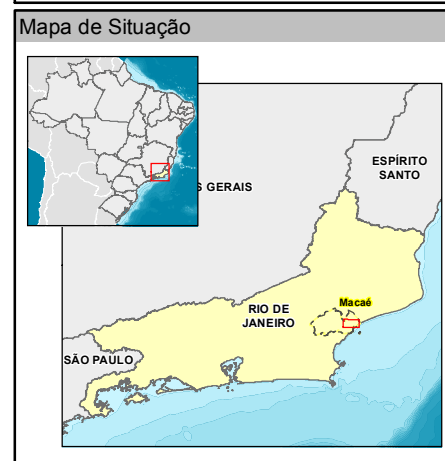 Mapa de Situação
ESPÍRITO
SANTO
S GERAIS
Macaé
RIO DE
JANEIRO
SÃO PAULO